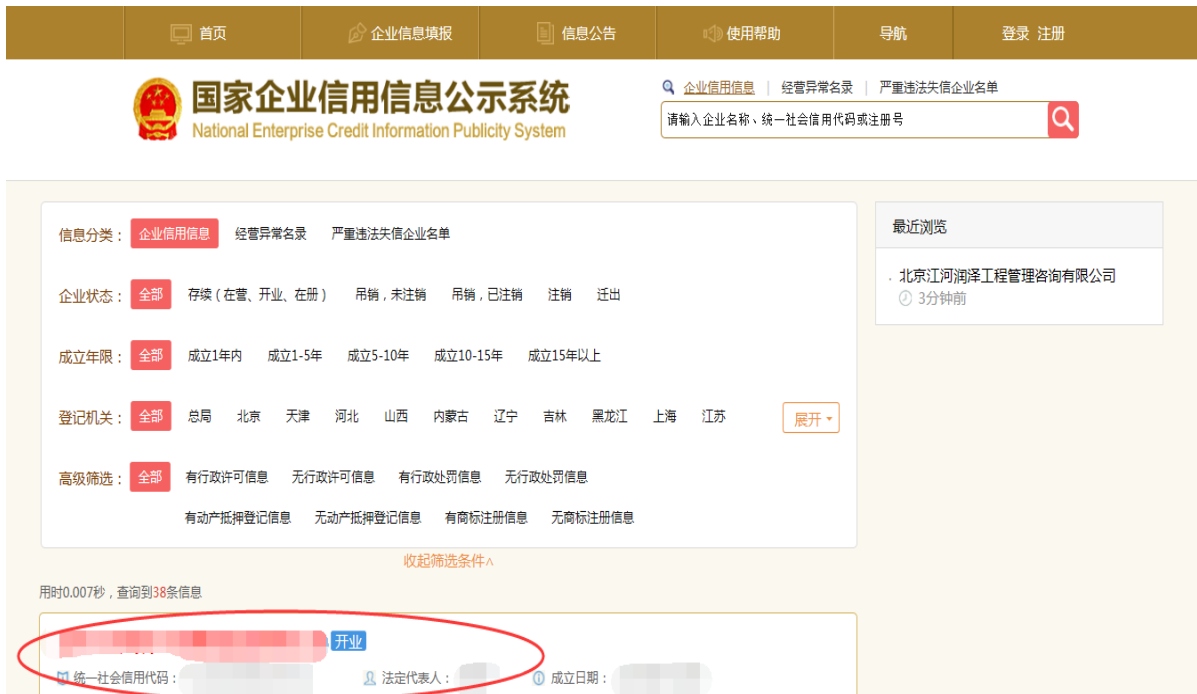 首页 企业信息填报 信息公告 使用帮助 导航 登录 注册
国家企业信用信息公示系统
National Enterprise Credit Information Publicity System
企业信用信息 | 经营异常名录 | 严重违法失信企业名单
请输入企业名称、统一社会信用代码或注册号
信息分类： 企业信用信息 经营异常名录 严重违法失信企业名单
企业状态： 全部 存续（在营、开业、在册） 吊销，未注销 吊销，已注销 注销 迁出
成立年限： 全部 成立1年内 成立1-5年 成立5-10年 成立10-15年 成立15年以上
登记机关： 全部 总局 北京 天津 河北 山西 内蒙古 辽宁 吉林 黑龙江 上海 江苏 展开
高级筛选： 全部 有行政许可信息 无行政许可信息 有行政处罚信息 无行政处罚信息
有动产抵押登记信息 无动产抵押登记信息 有商标注册信息 无商标注册信息
收起筛选条件∧
最近浏览
. 北京江河润泽工程管理咨询有限公司
3分钟前
用时0.007秒，查询到38条信息
开业
统一社会信用代码： 法定代表人： 成立日期：